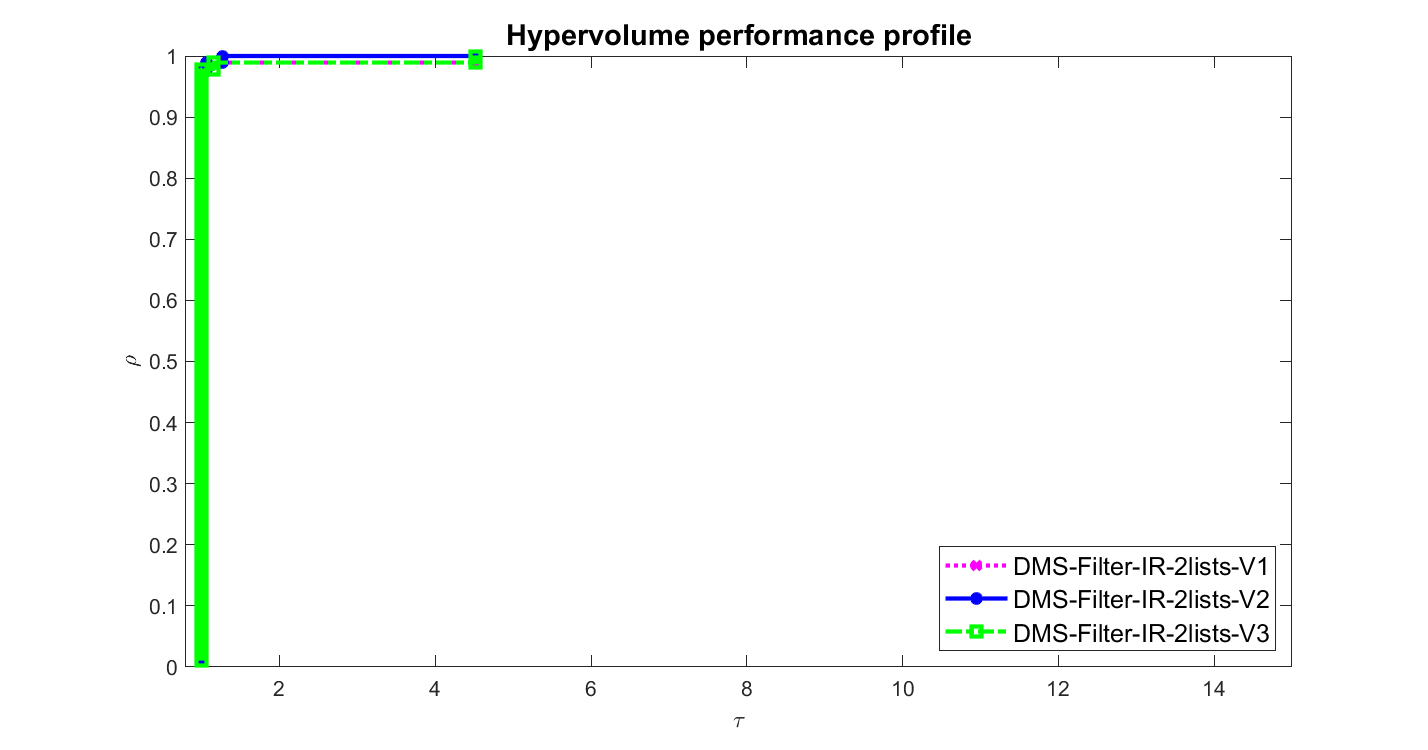 Hypervolume performance profile
1
0.9
0.8
0.7
0.6
0.5
0.4
0.3
0.2
0.1
0
ρ
2 4 6 8 10 12 14
τ
DMS-Filter-IR-2lists-V1
DMS-Filter-IR-2lists-V2
DMS-Filter-IR-2lists-V3